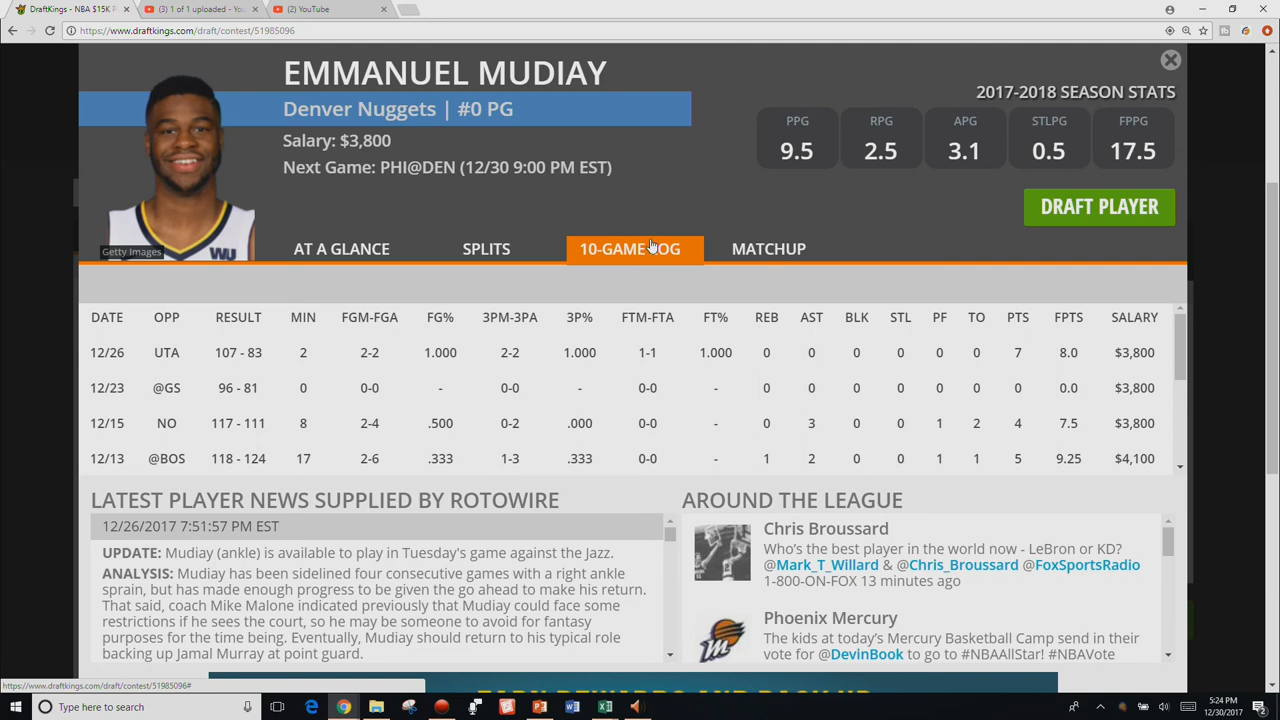 DraftKings - NBA $15K P
(3) 1 of 1 uploaded - You
(2) YouTube
https://www.draftkings.com/draft/contest/51985096
EMMANUEL MUDIAY
Denver Nuggets | #0 PG
Salary: $3,800
Next Game: PHI@DEN (12/30 9:00 PM EST)
Getty Images
WU
2017-2018 SEASON STATS
PPG RPG APG STLPG FPPG
9.5 2.5 3.1 0.5 17.5
DRAFT PLAYER
AT A GLANCE SPLITS 10-GAME LOG MATCHUP
DATE OPP RESULT MIN FGM-FGA FG% 3PM-3PA 3P% FTM-FTA FT% REB AST BLK STL PF TO PTS FPTS SALARY
12/26 UTA 107 - 83 2 2-2 1.000 2-2 1.000 1-1 1.000 0 0 0 0 0 0 7 8.0 $3,800
12/23 @GS 96 - 81 0 0-0 - 0-0 - 0-0 - 0 0 0 0 0 0 0 0.0 $3,800
12/15 NO 117 - 111 8 2-4 .500 0-2 .000 0-0 - 0 3 0 0 1 2 4 7.5 $3,800
12/13 @BOS 118 - 124 17 2-6 .333 1-3 .333 0-0 - 1 2 0 0 1 1 5 9.25 $4,100
LATEST PLAYER NEWS SUPPLIED BY ROTOWIRE
12/26/2017 7:51:57 PM EST
UPDATE: Mudiay (ankle) is available to play in Tuesday's game against the Jazz.
ANALYSIS: Mudiay has been sidelined four consecutive games with a right ankle
sprain, but has made enough progress to be given the go ahead to make his return.
That said, coach Mike Malone indicated previously that Mudiay could face some
restrictions if he sees the court, so he may be someone to avoid for fantasy
purposes for the time being. Eventually, Mudiay should return to his typical role
backing up Jamal Murray at point guard.
AROUND THE LEAGUE
Chris Broussard
Who's the best player in the world now - LeBron or KD?
@Mark_T_Willard & @Chris_Broussard @FoxSportsRadio
1-800-ON-FOX 13 minutes ago
Phoenix Mercury
The kids at today's Mercury Basketball Camp send in their
vote for @DevinBook to go to #NBAAllStar! #NBAVote
https://www.draftkings.com/draft/contest/51985096#
EARN REWARDS AND RACK UP
Type here to search
5:24 PM
12/30/2017
2